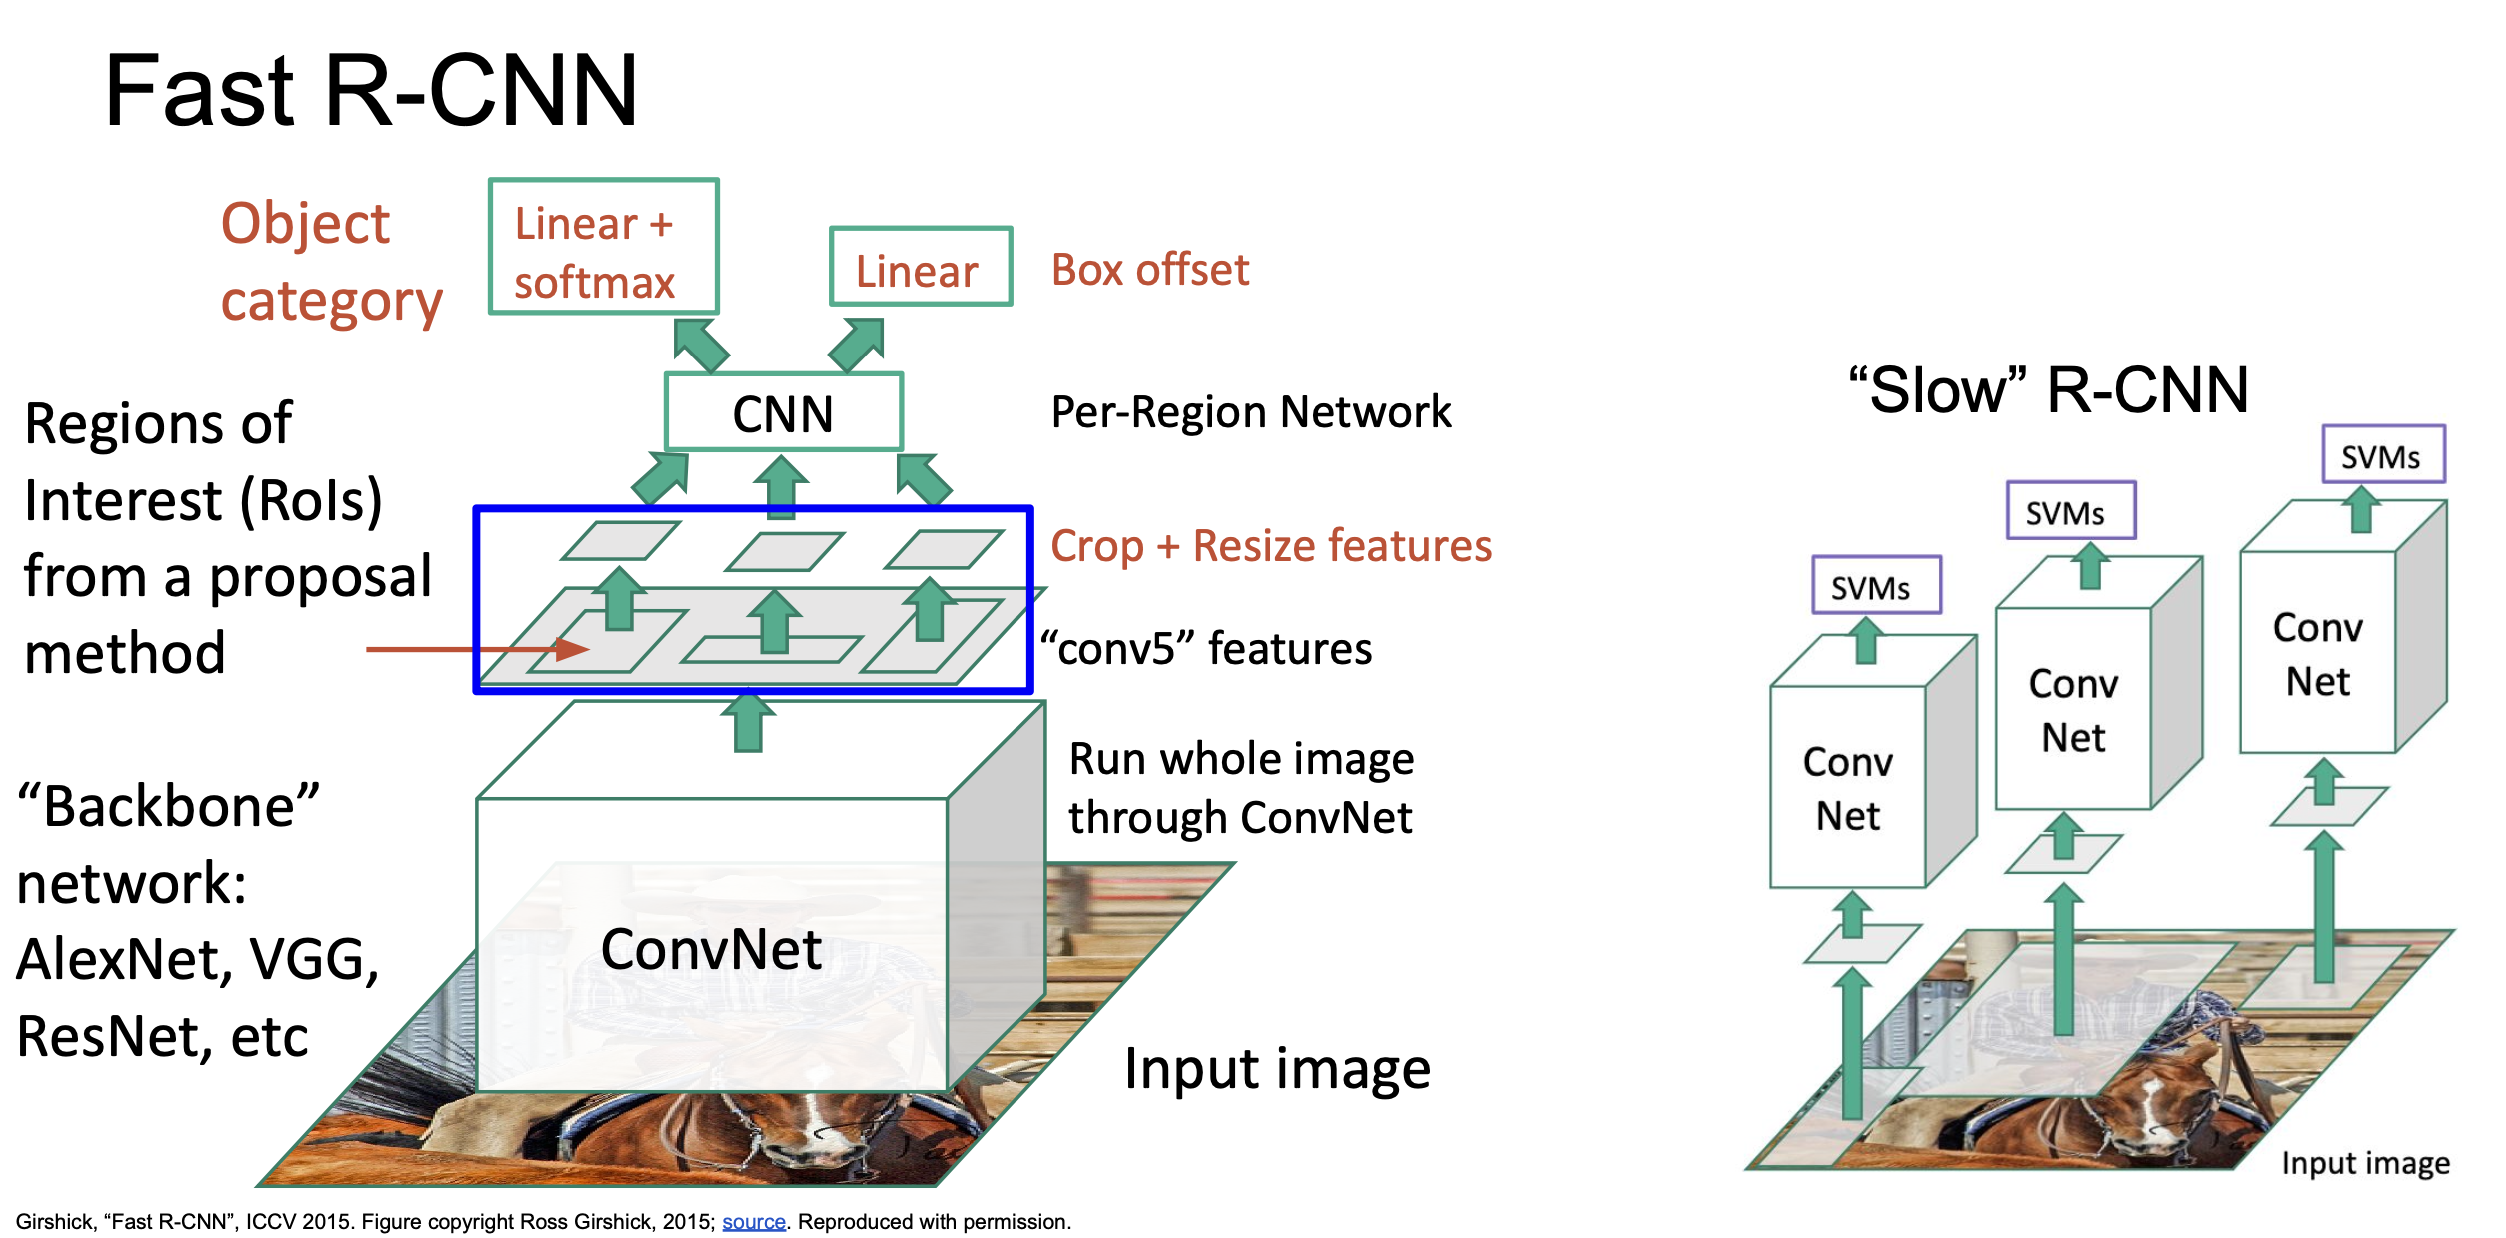 Fast R-CNN
Object
category
Linear +
softmax
Linear
Box offset
CNN
Per-Region Network
Regions of
Interest (RoIs)
from a proposal
method
Crop + Resize features
“conv5” features
“Backbone”
network:
AlexNet, VGG,
ResNet, etc
Run whole image
through ConvNet
ConvNet
Input image
“Slow” R-CNN
SVMs
SVMs
SVMs
Conv
Net
Conv
Net
Conv
Net
Input image
Girshick, “Fast R-CNN”, ICCV 2015. Figure copyright Ross Girshick, 2015; source. Reproduced with permission.